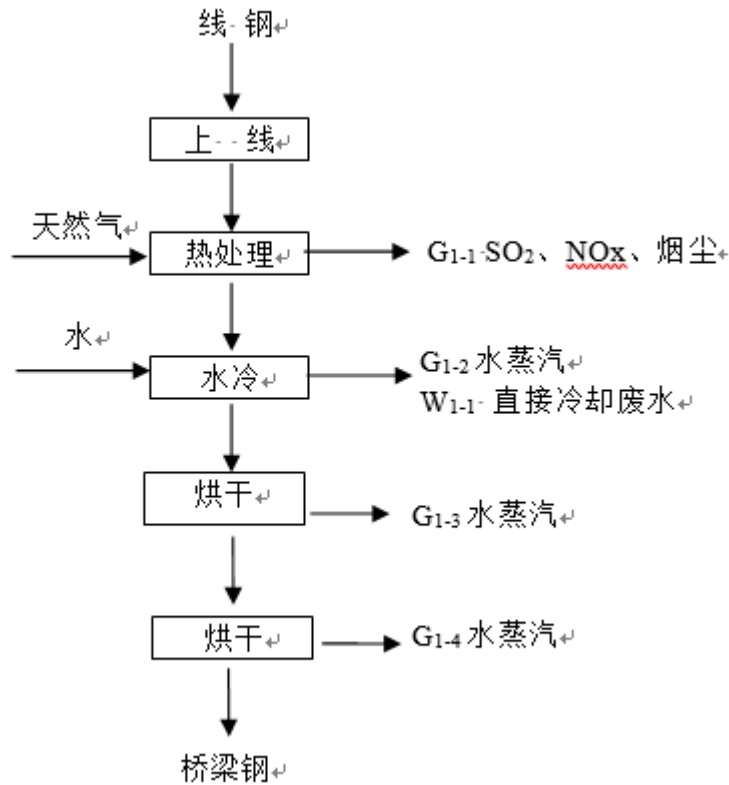 线 钢
上 线
天然气
热处理
G1-1 SO2、NOx、烟尘
水
水冷
G1-2 水蒸汽
W1-1 直接冷却废水
烘干
G1-3 水蒸汽
烘干
G1-4 水蒸汽
桥梁钢